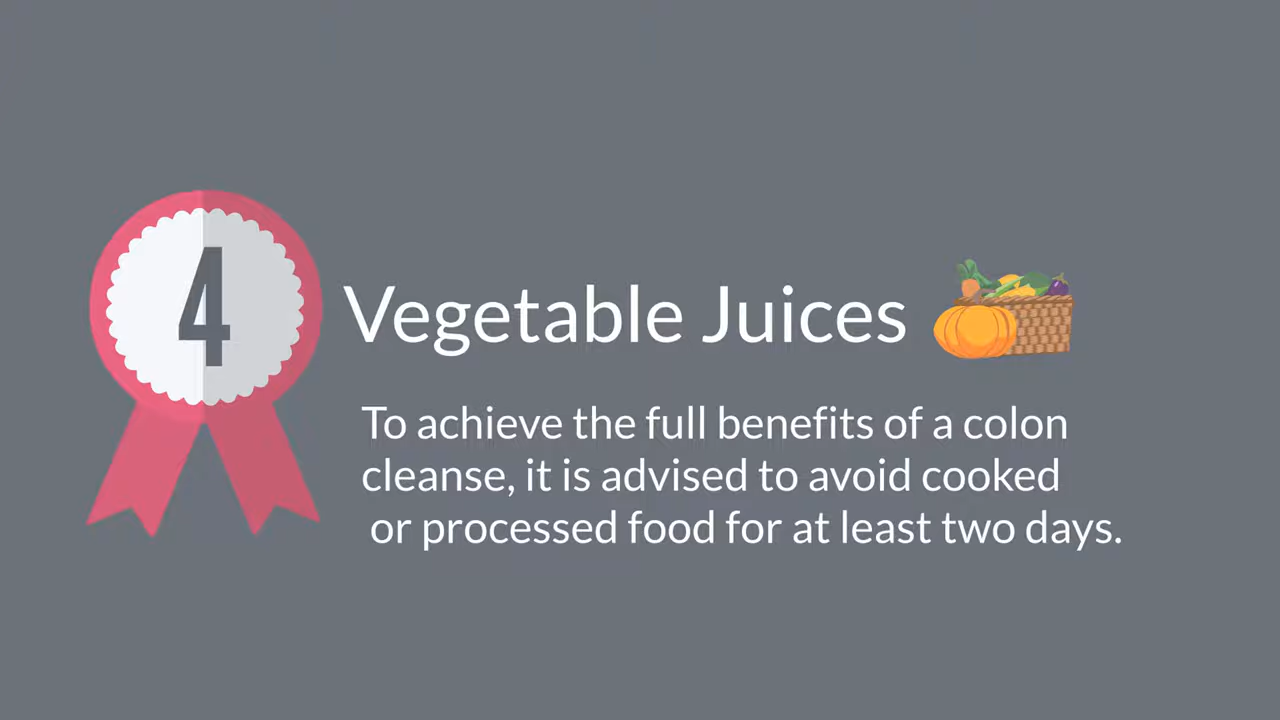 4
Vegetable Juices
To achieve the full benefits of a colon
cleanse, it is advised to avoid cooked
or processed food for at least two days.